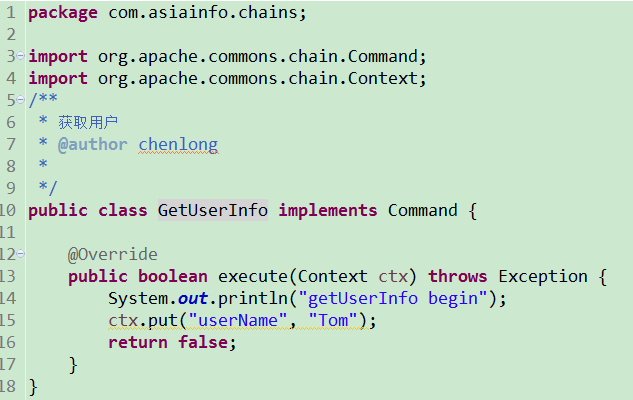 1 package com.asiainfo.chains;
2
3 import org.apache.commons.chain.Command;
4 import org.apache.commons.chain.Context;
5 /**
6  * 获取用户
7  * @author chenlong
8  *
9  */
10 public class GetUserInfo implements Command {
11
12     @Override
13     public boolean execute(Context ctx) throws Exception {
14         System.out.println("getUserInfo begin");
15         ctx.put("userName", "Tom");
16         return false;
17     }
18 }